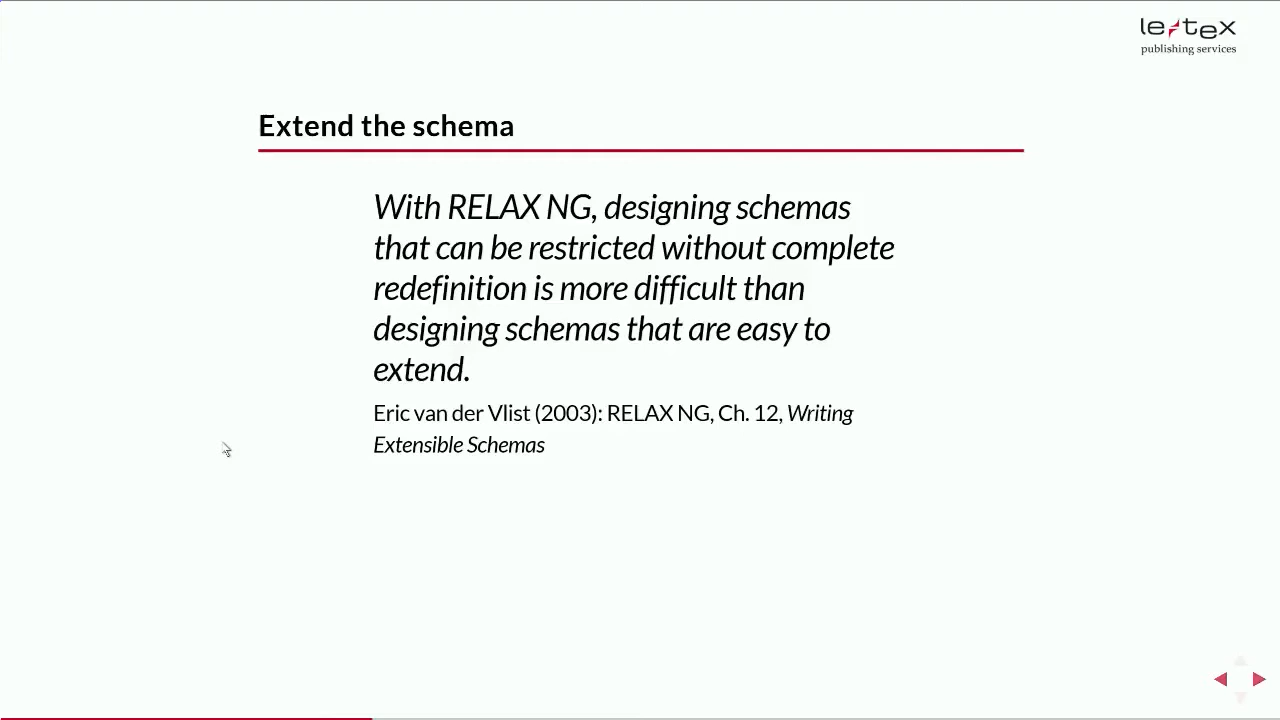 le-tex
publishing services
Extend the schema
With RELAX NG, designing schemas
that can be restricted without complete
redefinition is more difficult than
designing schemas that are easy to
extend.
Eric van der Vlist (2003): RELAX NG, Ch. 12, Writing
Extensible Schemas